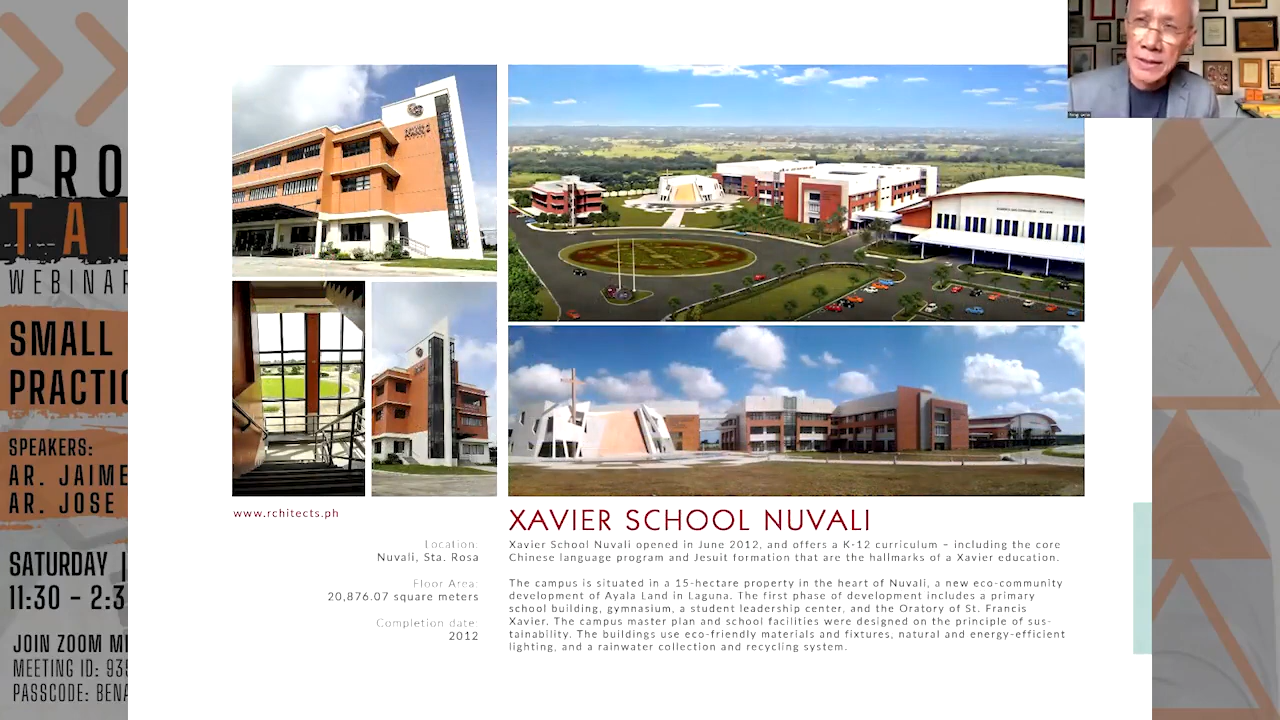 PRO
TAL
WEBINAR
SMALL
PRACTIC
SPEAKERS:
AR. JAIME
AR. JOSE
SATURDAY |
11:30 - 2:3
JOIN ZOOM ME
MEETING ID: 935
PASSCODE: BENA
www.rchitects.ph
Location:
Nuvali, Sta. Rosa
Floor Area:
20,876.07 square meters
Completion date:
2012
XAVIER SCHOOL NUVALI
Xavier School Nuvali opened in June 2012, and offers a K-12 curriculum – including the core
Chinese language program and Jesuit formation that are the hallmarks of a Xavier education.
The campus is situated in a 15-hectare property in the heart of Nuvali, a new eco-community
development of Ayala Land in Laguna. The first phase of development includes a primary
school building, gymnasium, a student leadership center, and the Oratory of St. Francis
Xavier. The campus master plan and school facilities were designed on the principle of sus-
tainability. The buildings use eco-friendly materials and fixtures, natural and energy-efficient
lighting, and a rainwater collection and recycling system.